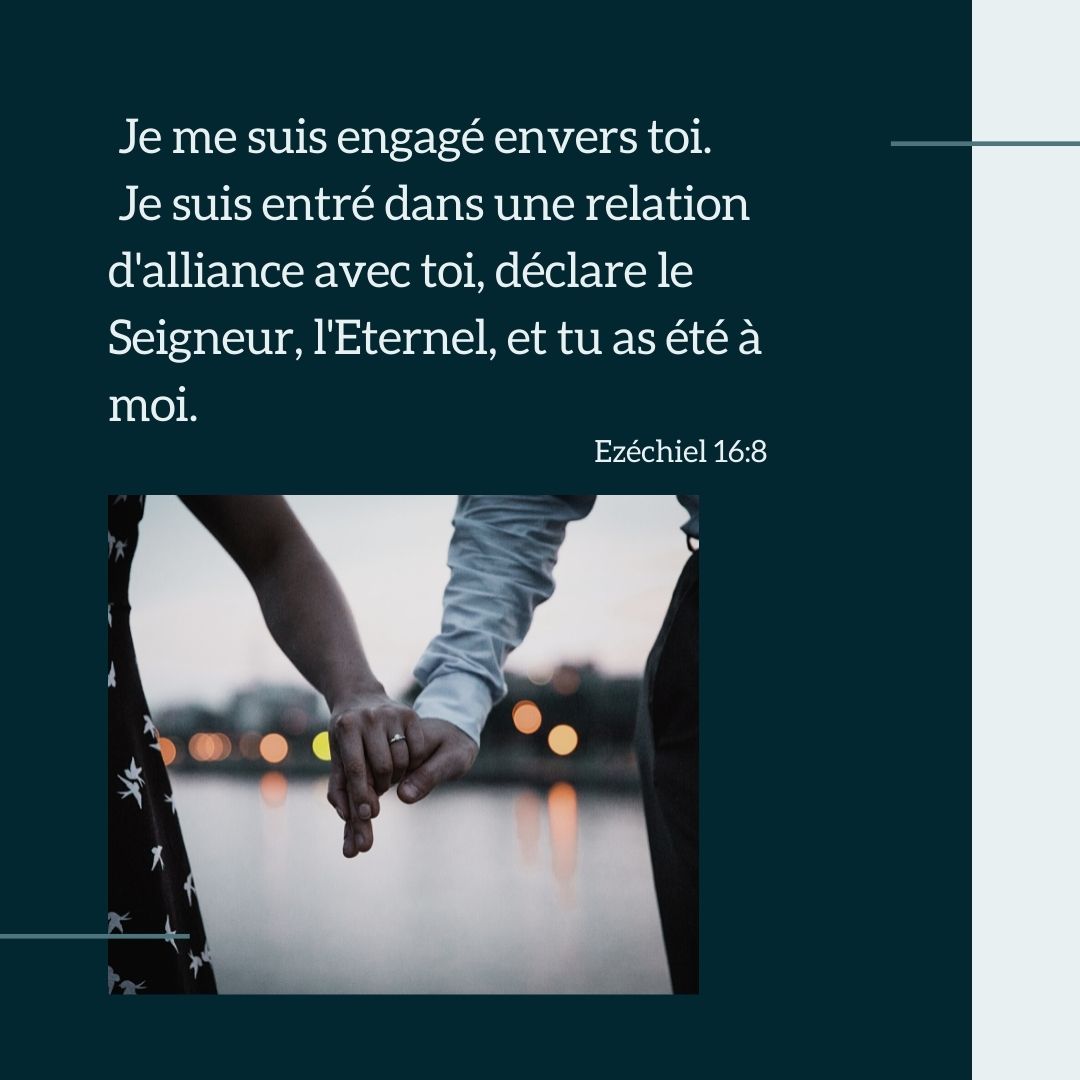 Je me suis engagé envers toi.
Je suis entré dans une relation
d'alliance avec toi, déclare le
Seigneur, l'Eternel, et tu as été à
moi.
Ezéchiel 16:8